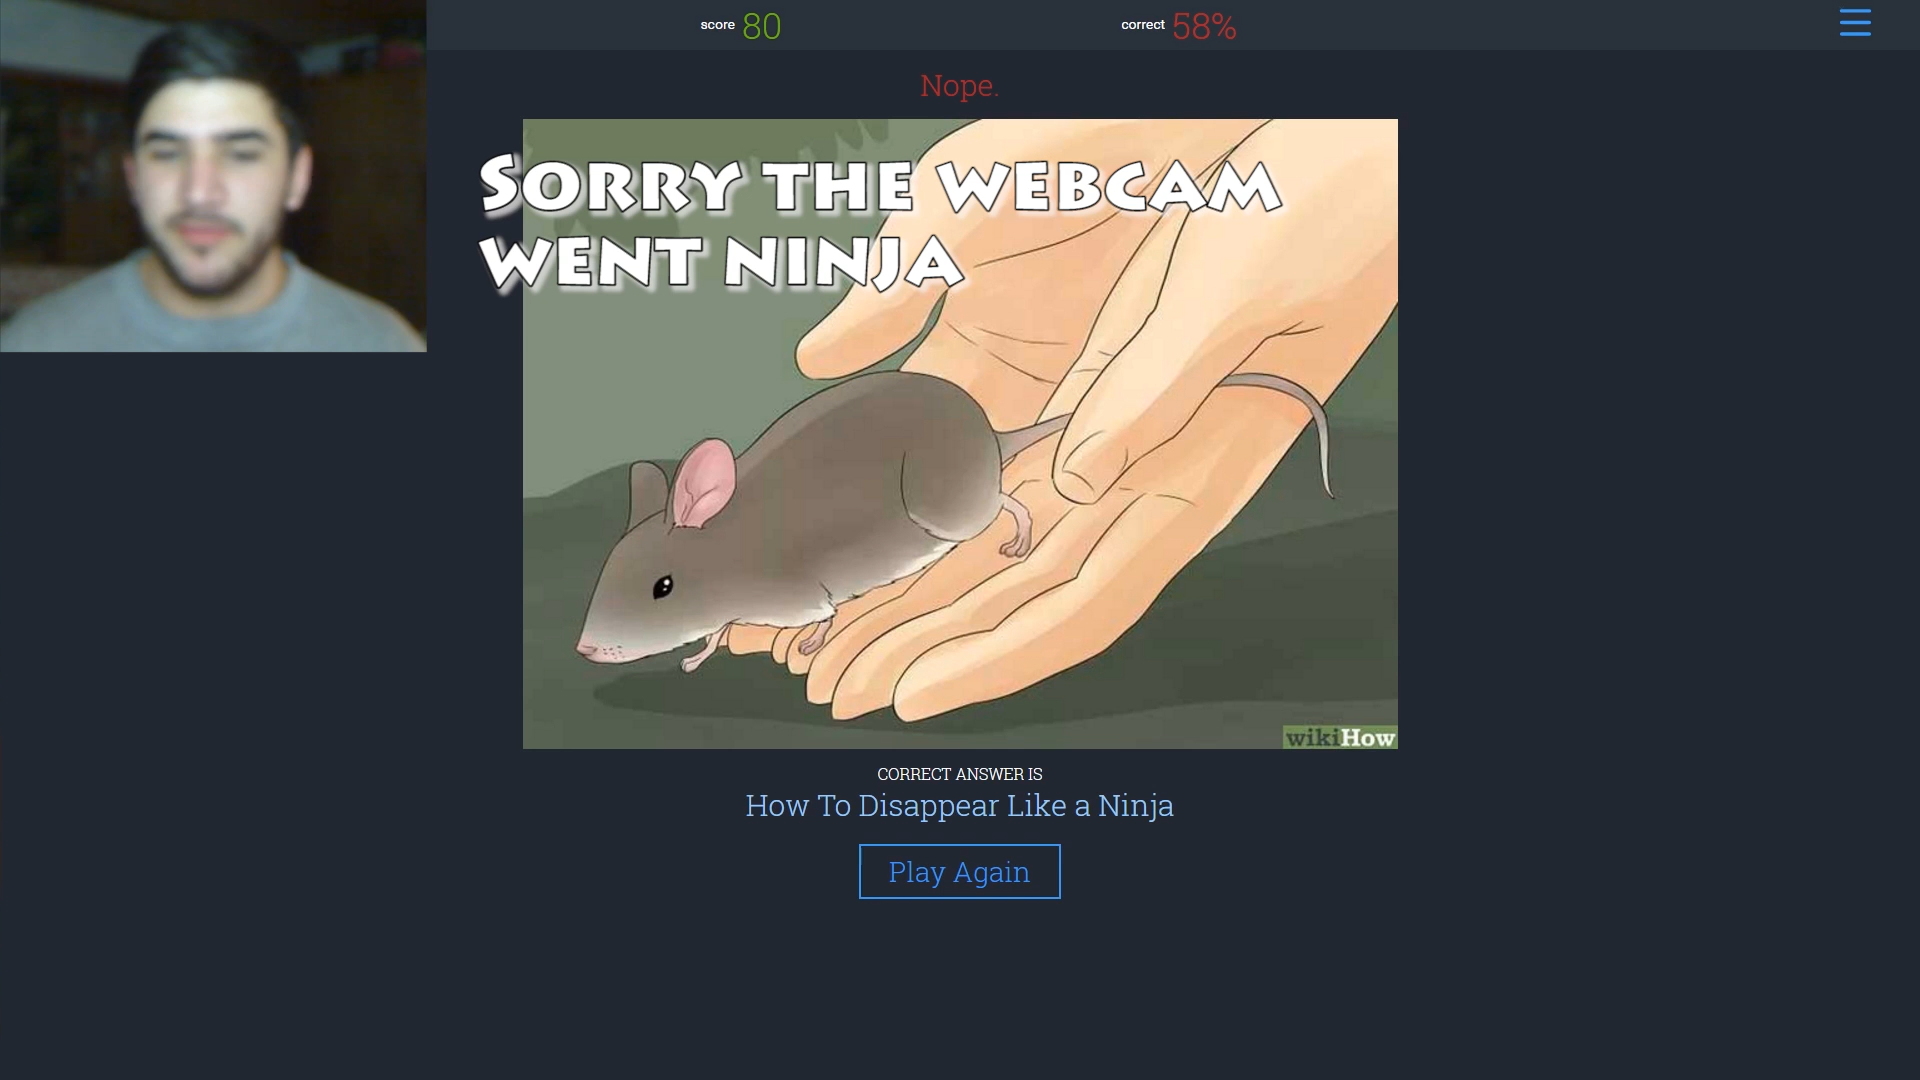 score 80
correct 58%
Nope.
SORRY THE WEBCAM
WENT NINJA
wikiHow
CORRECT ANSWER IS
How To Disappear Like a Ninja
Play Again